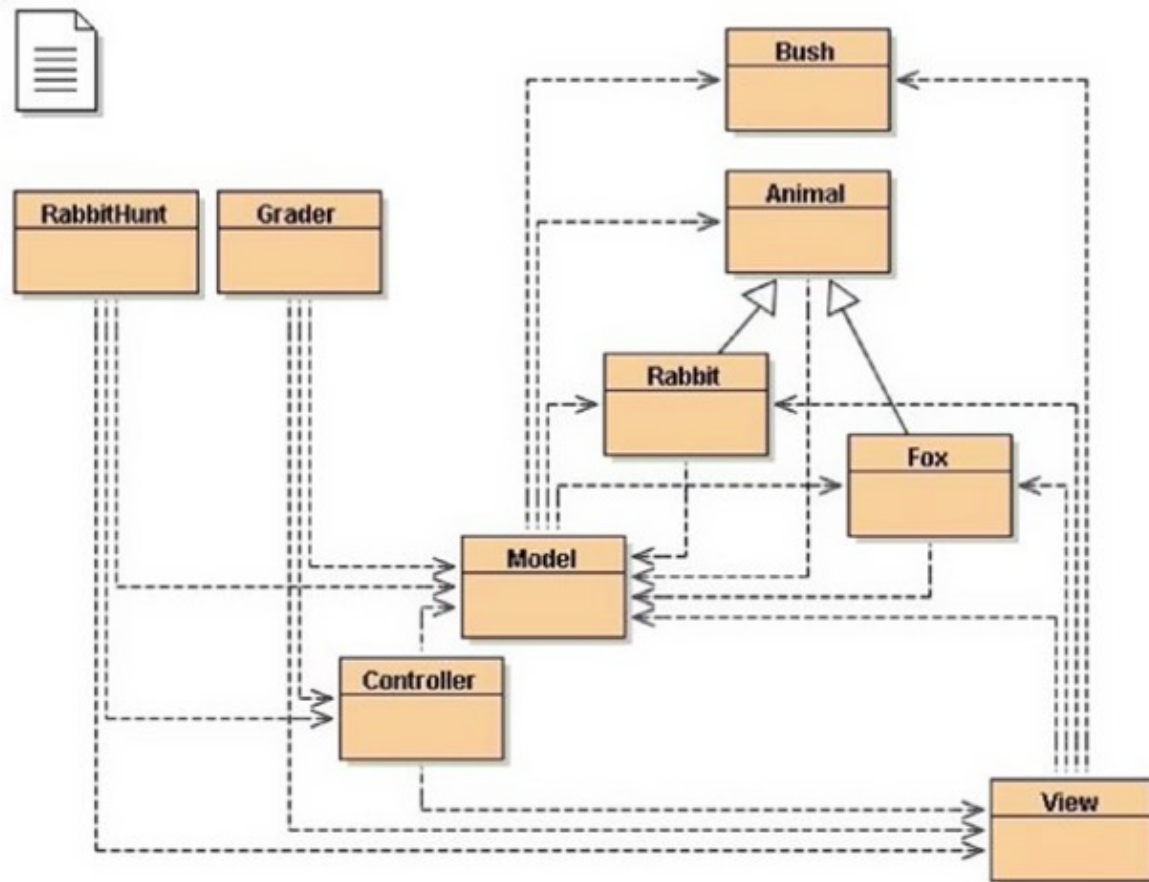 Bush
Animal
RabbitHunt
Grader
Rabbit
Fox
Model
Controller
View